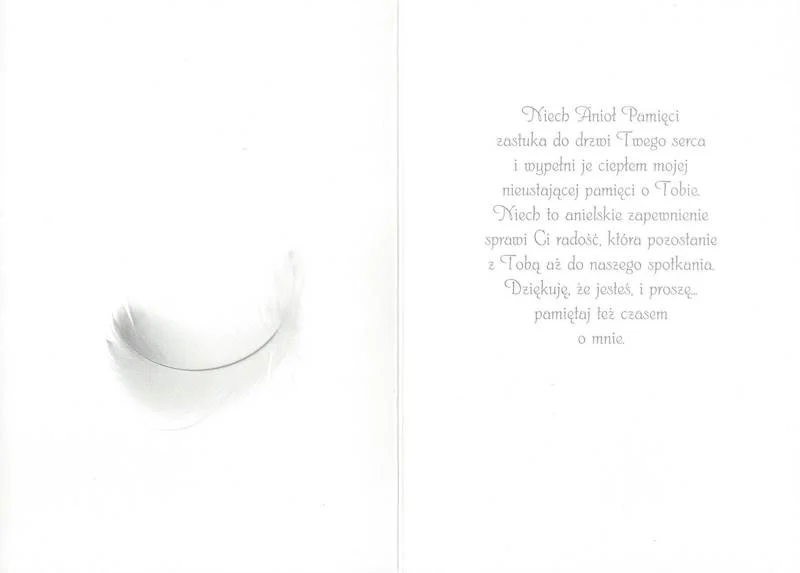 Niech Anioł Pamięci
zastuka do drzwi Twego serca
i wypełni je ciepłem mojej
nieustającej pamięci o Tobie.
Niech to anielskie zapewnienie
sprawi Ci radość, która pozostanie
z Tobą aż do naszego spotkania.
Dziękuję, że jesteś, i proszę...
pamiętaj też czasem
o mnie.